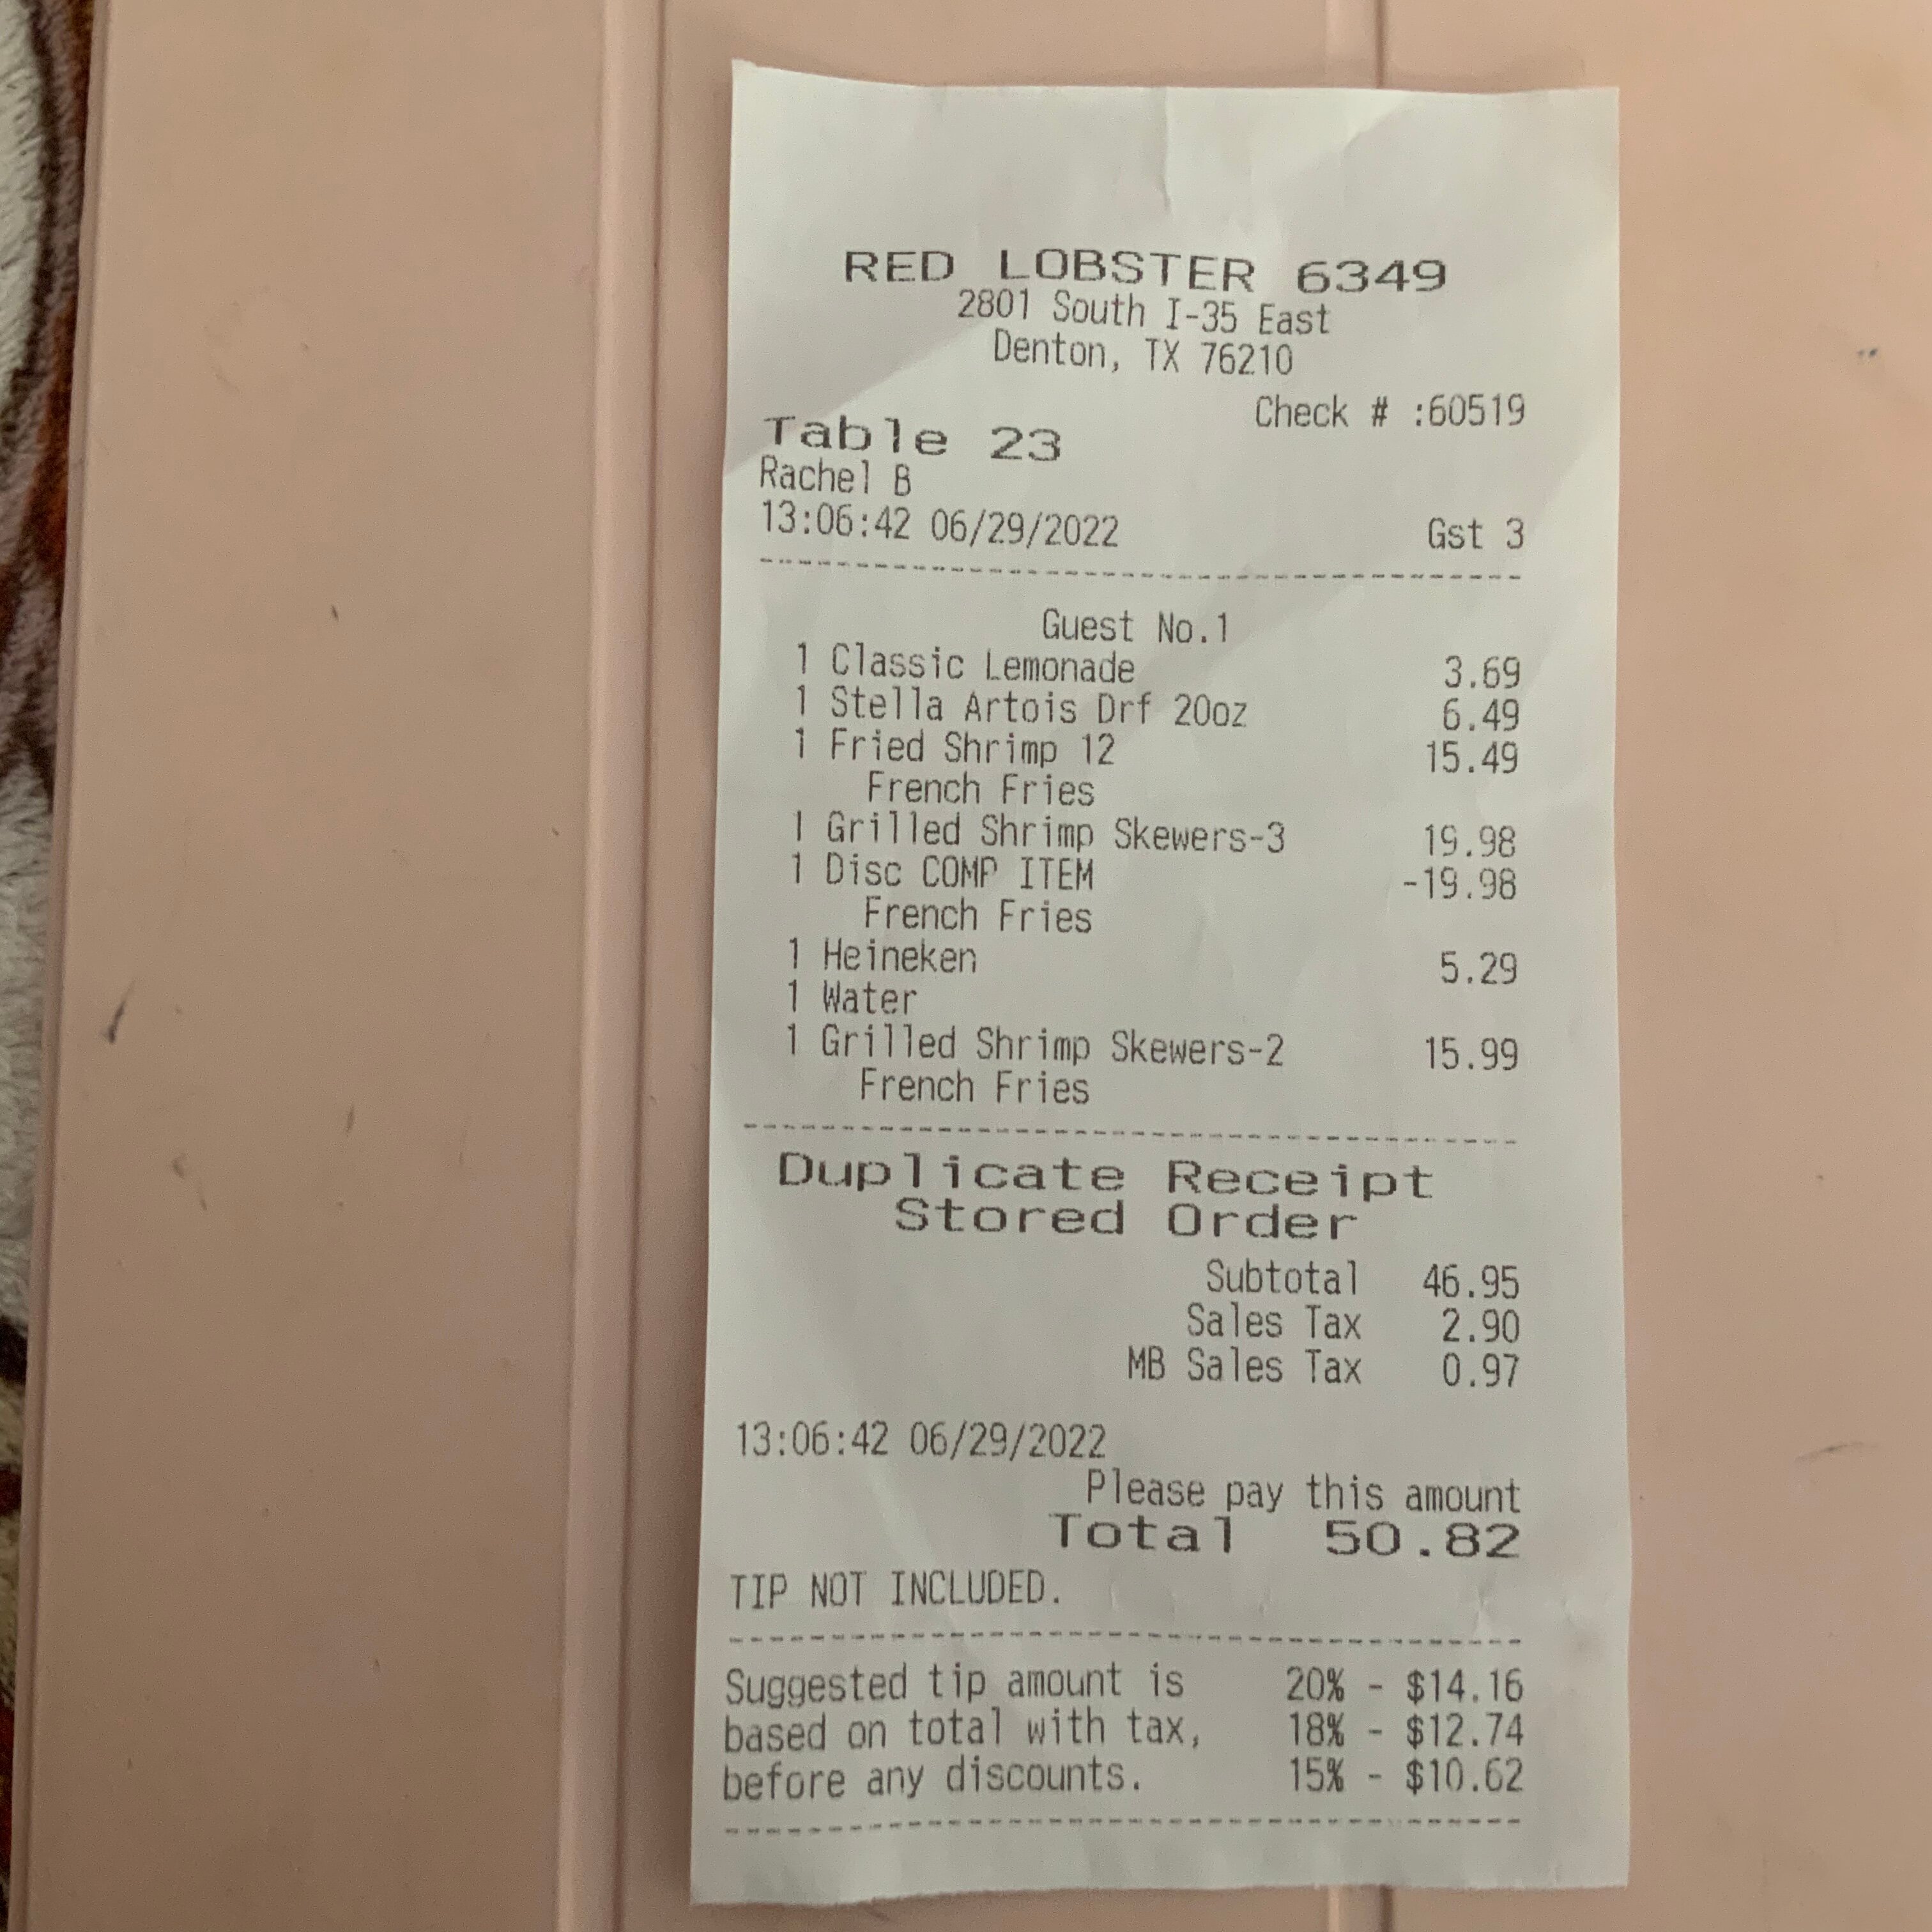 RED LOBSTER 6349
2801 South I-35 East
Denton, TX 76210
Check # :60519
Table 23
Rachel B
13:06:42 06/29/2022 Gst 3
Guest No.1
1 Classic Lemonade 3.69
1 Stella Artois Drf 20oz 6.49
1 Fried Shrimp 12 15.49
French Fries
1 Grilled Shrimp Skewers-3 19.98
1 Disc COMP ITEM -19.98
French Fries
1 Heineken 5.29
1 Water
1 Grilled Shrimp Skewers-2 15.99
French Fries
Duplicate Receipt
Stored Order
Subtotal 46.95
Sales Tax 2.90
MB Sales Tax 0.97
13:06:42 06/29/2022
Please pay this amount
Total 50.82
TIP NOT INCLUDED.
Suggested tip amount is 20% - $14.16
based on total with tax, 18% - $12.74
before any discounts. 15% - $10.62